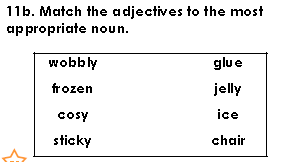 11b. Match the adjectives to the most
appropriate noun.
wobbly glue
frozen jelly
cosy ice
sticky chair